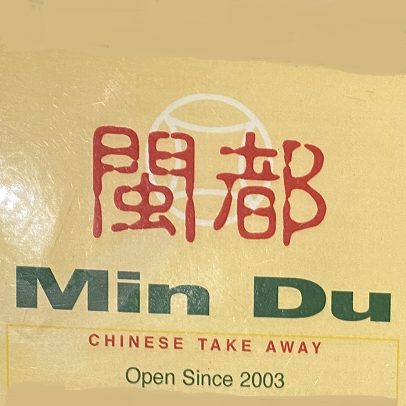 閩都
Min Du
CHINESE TAKE AWAY
Open Since 2003